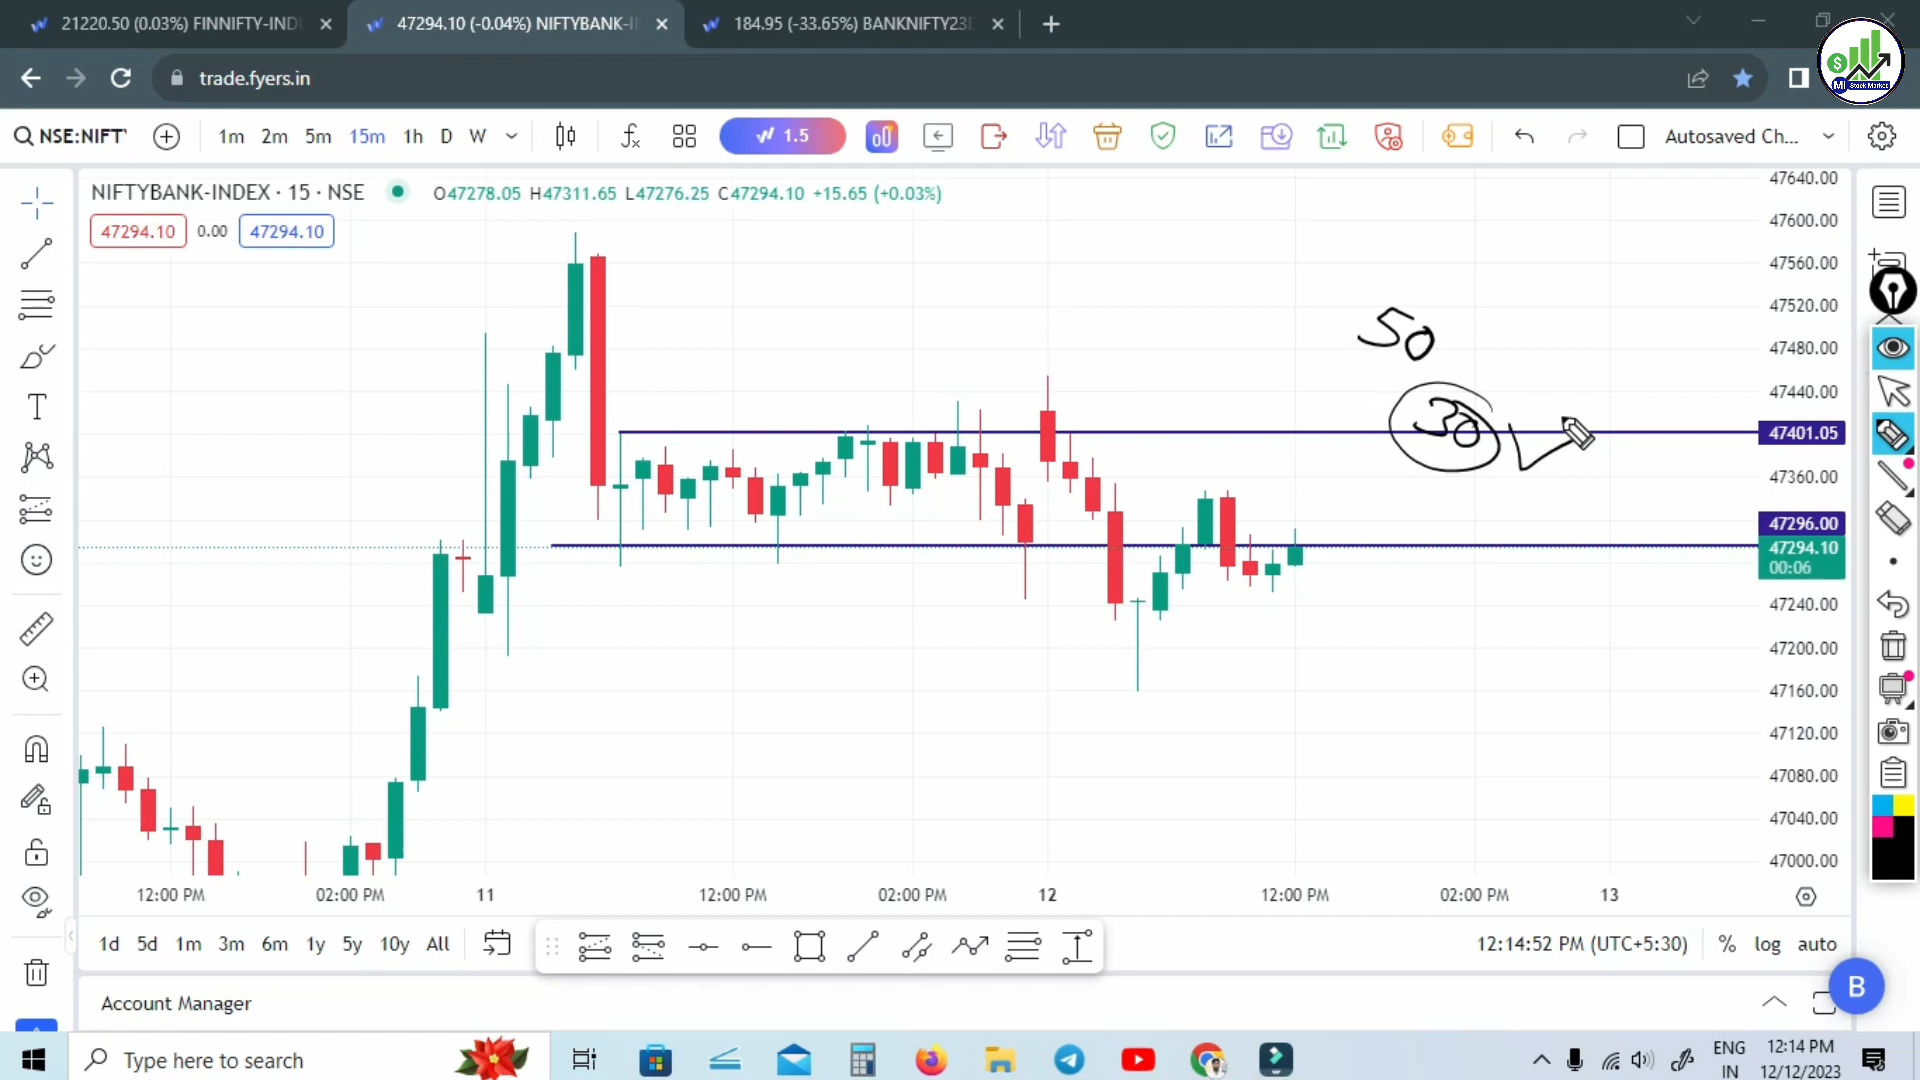 21220.50 (0.03%) FINNIFTY-INDE
47294.10 (-0.04%) NIFTYBANK-I
184.95 (-33.65%) BANKNIFTY23D
trade.fyers.in
$
M
Stock Market
NSE:NIFT
1m 2m 5m 15m 1h D W
1.5
Autosaved Ch...
NIFTYBANK-INDEX · 15 · NSE
O47278.05 H47311.65 L47276.25 C47294.10 +15.65 (+0.03%)
47294.10 0.00 47294.10
50
30
47640.00
47600.00
47560.00
47520.00
47480.00
47440.00
47401.05
47360.00
47296.00
47294.10
00:06
47240.00
47200.00
47160.00
47120.00
47080.00
47040.00
47000.00
12:00 PM 02:00 PM 11 12:00 PM 02:00 PM 12 12:00 PM 02:00 PM 13
1d 5d 1m 3m 6m 1y 5y 10y All
12:14:52 PM (UTC+5:30) % log auto
Account Manager
B
Type here to search
ENG
IN
12:14 PM
12/12/2023